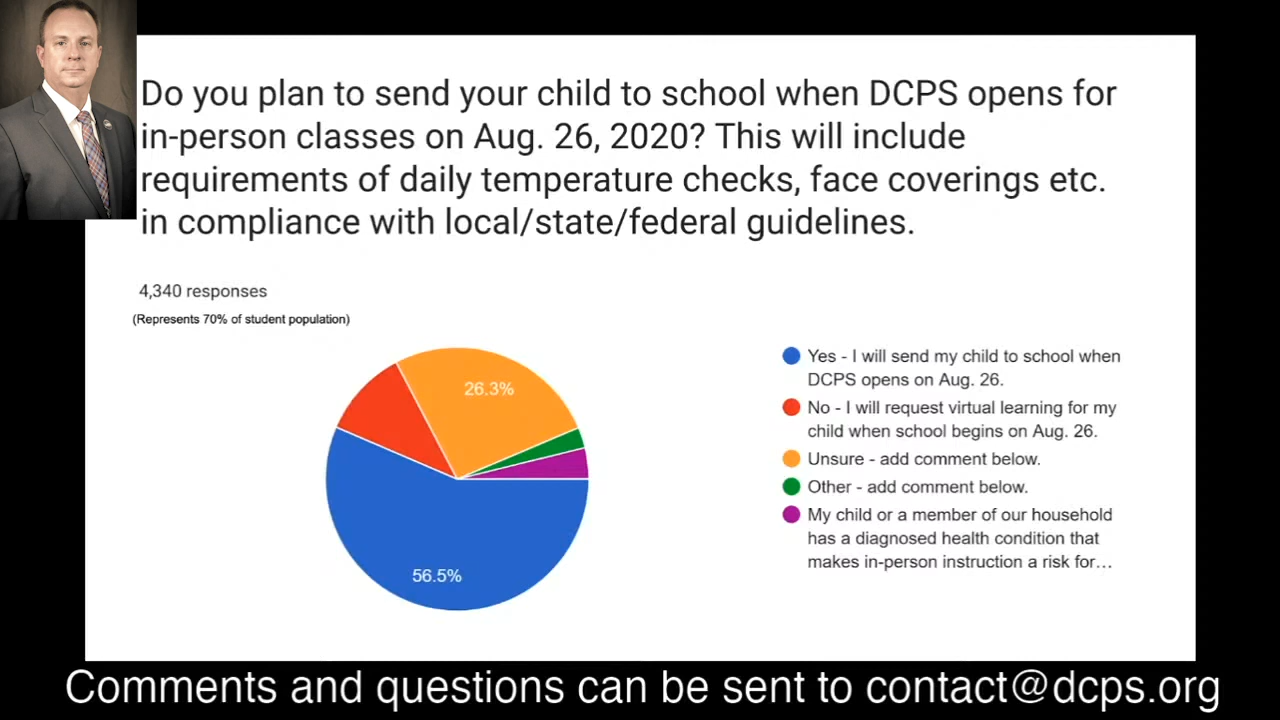 Do you plan to send your child to school when DCPS opens for
in-person classes on Aug. 26, 2020? This will include
requirements of daily temperature checks, face coverings etc.
in compliance with local/state/federal guidelines.
4,340 responses
(Represents 70% of student population)
26.3%
56.5%
Yes - I will send my child to school when
DCPS opens on Aug. 26.
No - I will request virtual learning for my
child when school begins on Aug. 26.
Unsure - add comment below.
Other - add comment below.
My child or a member of our household
has a diagnosed health condition that
makes in-person instruction a risk for…
Comments and questions can be sent to contact@dcps.org